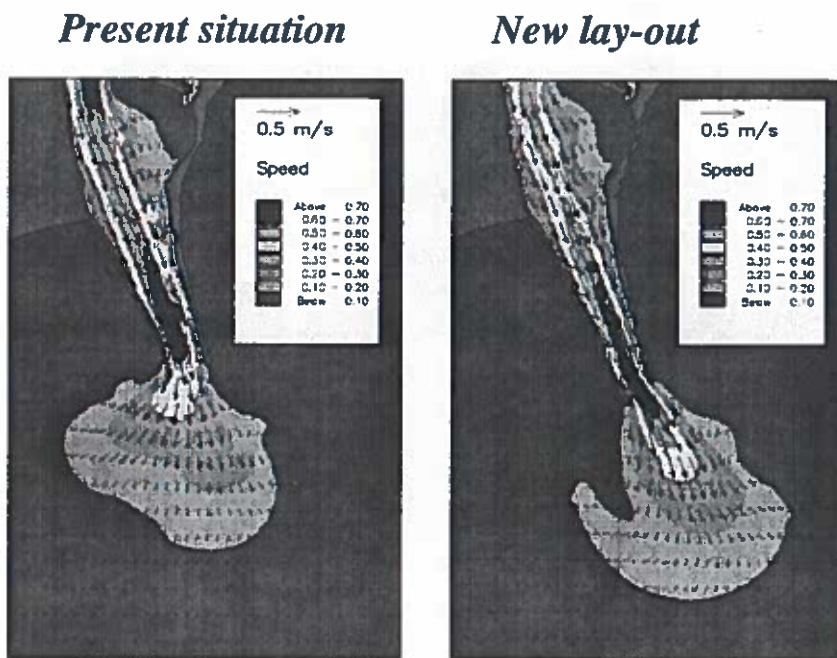 Present situation
New lay-out
0.5 m/s
Speed
Above 0.70
0.60 - 0.70
0.50 - 0.60
0.40 - 0.50
0.30 - 0.40
0.20 - 0.30
0.10 - 0.20
Below 0.10
0.5 m/s
Speed
Above 0.70
0.60 - 0.70
0.50 - 0.60
0.40 - 0.50
0.30 - 0.40
0.20 - 0.30
0.10 - 0.20
Below 0.10